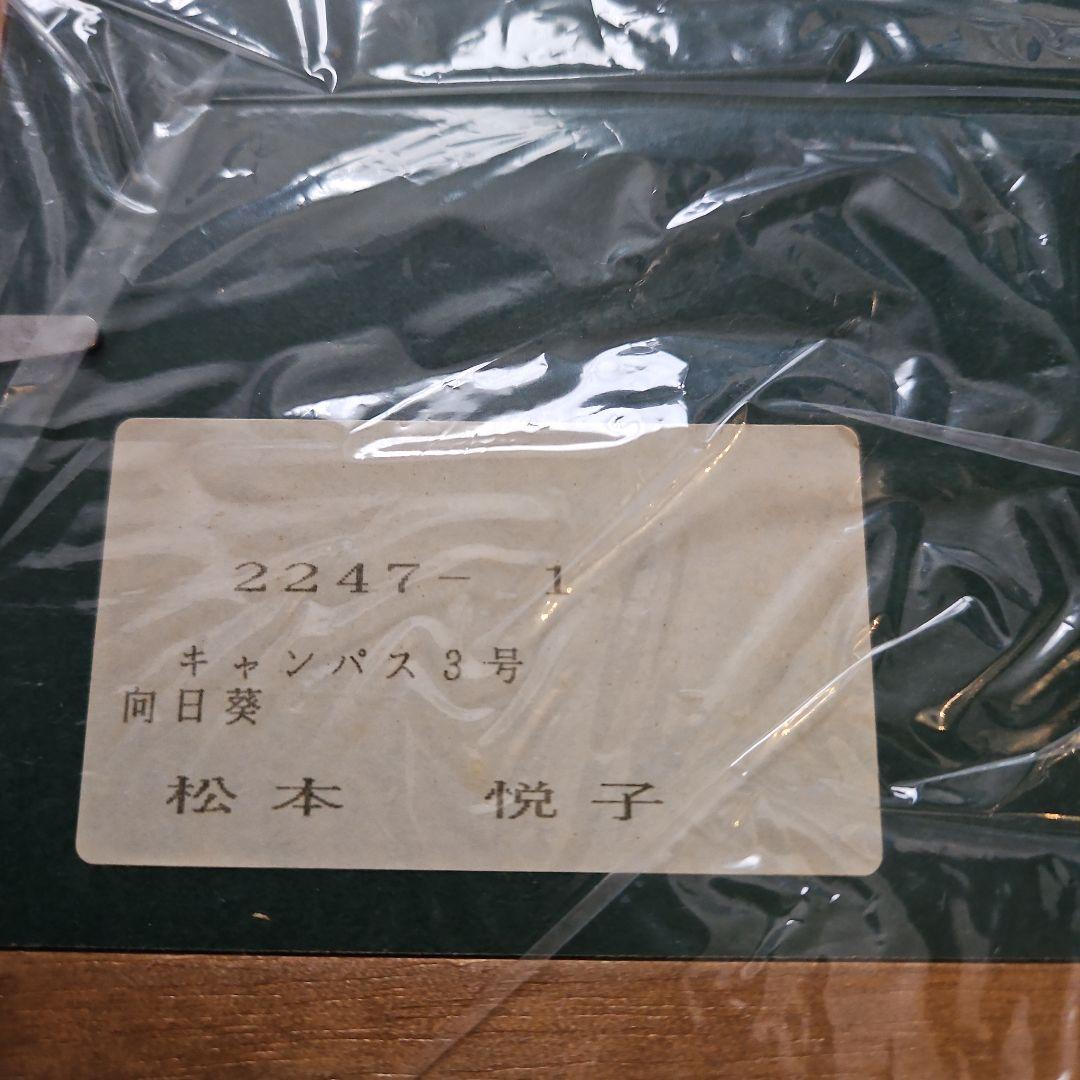 2247- 1
キャンパス3号
向日葵
松本 悦子